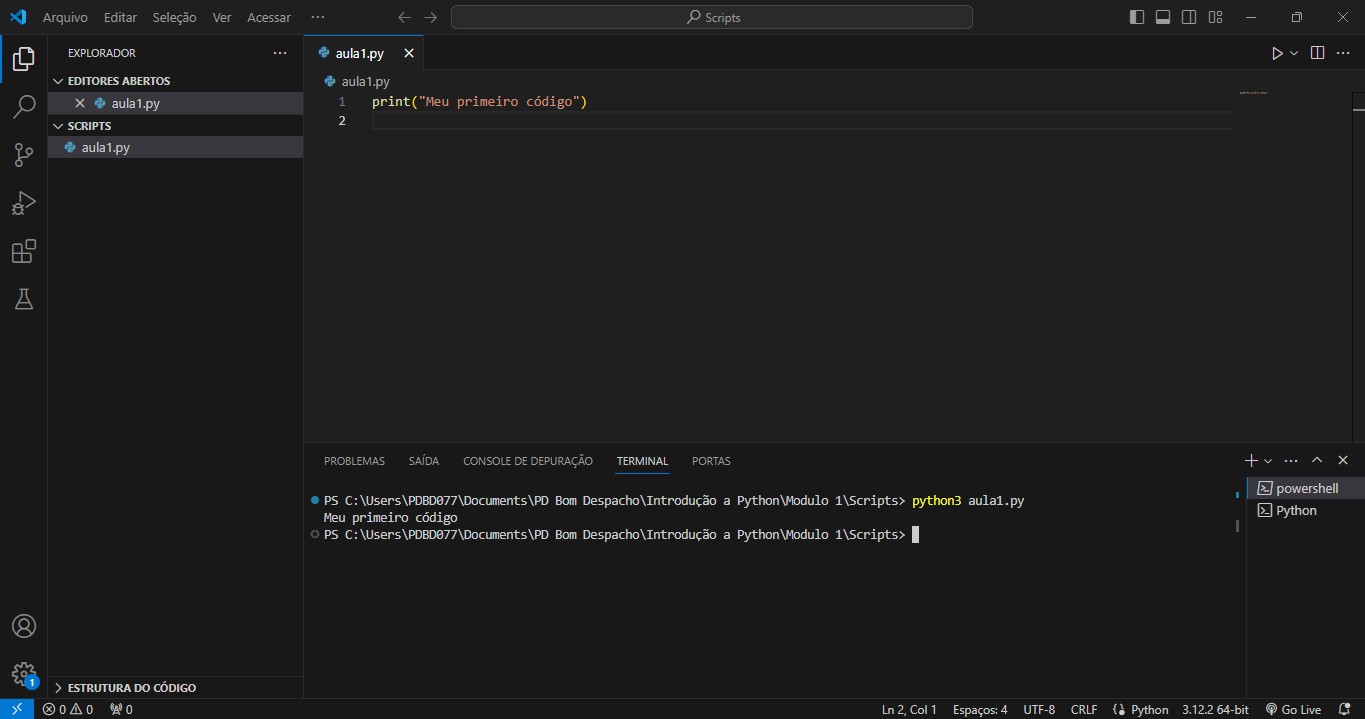 Arquivo Editar Seleção Ver Acessar ··· Scripts
EXPLORADOR ···
EDITORES ABERTOS
aula1.py
SCRIPTS
aula1.py
ESTRUTURA DO CÓDIGO
aula1.py
aula1.py
1 print("Meu primeiro código")
2
PROBLEMAS SAÍDA CONSOLE DE DEPURAÇÃO TERMINAL PORTAS
PS C:\Users\PDBD077\Documents\PD Bom Despacho\Introdução a Python\Modulo 1\Scripts> python3 aula1.py
Meu primeiro código
PS C:\Users\PDBD077\Documents\PD Bom Despacho\Introdução a Python\Modulo 1\Scripts>
powershell
Python
1
0 0 0 Ln 2, Col 1 Espaços: 4 UTF-8 CRLF Python 3.12.2 64-bit Go Live